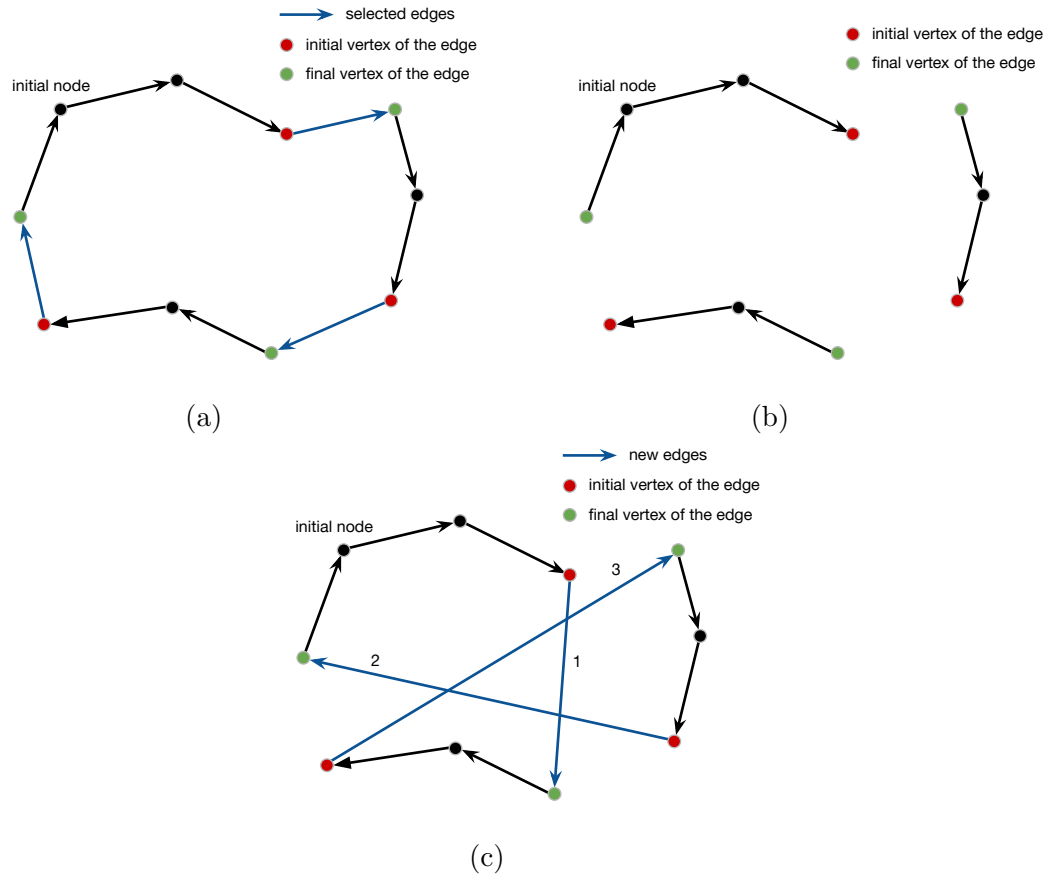 selected edges
initial vertex of the edge
final vertex of the edge
initial node
(a)
initial vertex of the edge
final vertex of the edge
initial node
(b)
new edges
initial vertex of the edge
final vertex of the edge
initial node
3
2
1
(c)